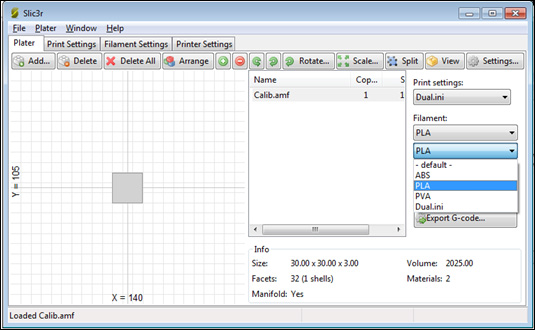 Slic3r
File Plater Window Help
Plater Print Settings Filament Settings Printer Settings
Add... Delete Delete All Arrange Rotate... Scale... Split View Settings...
Name Cop... S
Calib.amf 1 1
Print settings:
Dual.ini
Filament:
PLA
PLA
- default -
ABS
PLA
PVA
Dual.ini
Export G-code...
Y = 105
X = 140
Info
Size: 30.00 x 30.00 x 3.00 Volume: 2025.00
Facets: 32 (1 shells) Materials: 2
Manifold: Yes
Loaded Calib.amf